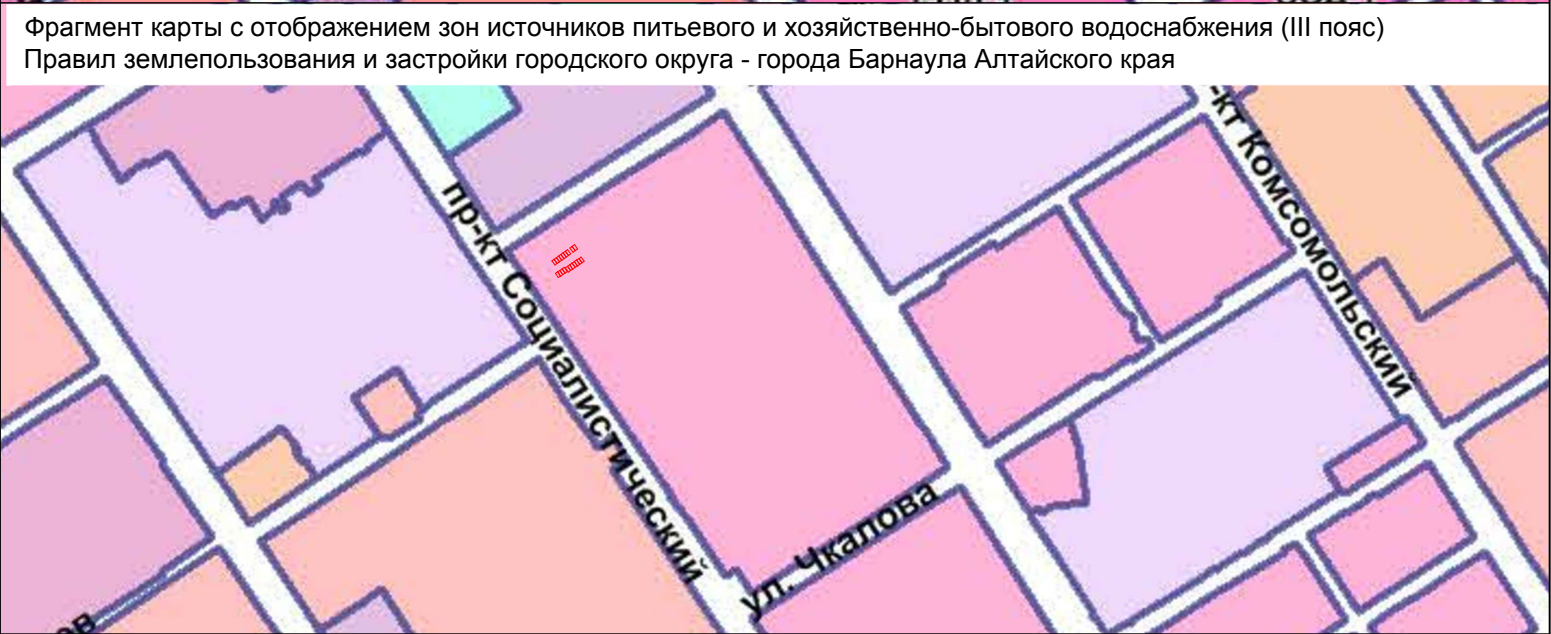 Фрагмент карты с отображением зон источников питьевого и хозяйственно-бытового водоснабжения (III пояс)
Правил землепользования и застройки городского округа - города Барнаула Алтайского края
-кт Комсомольский
пр-кт Социалистический
ул. Чкалова
ов